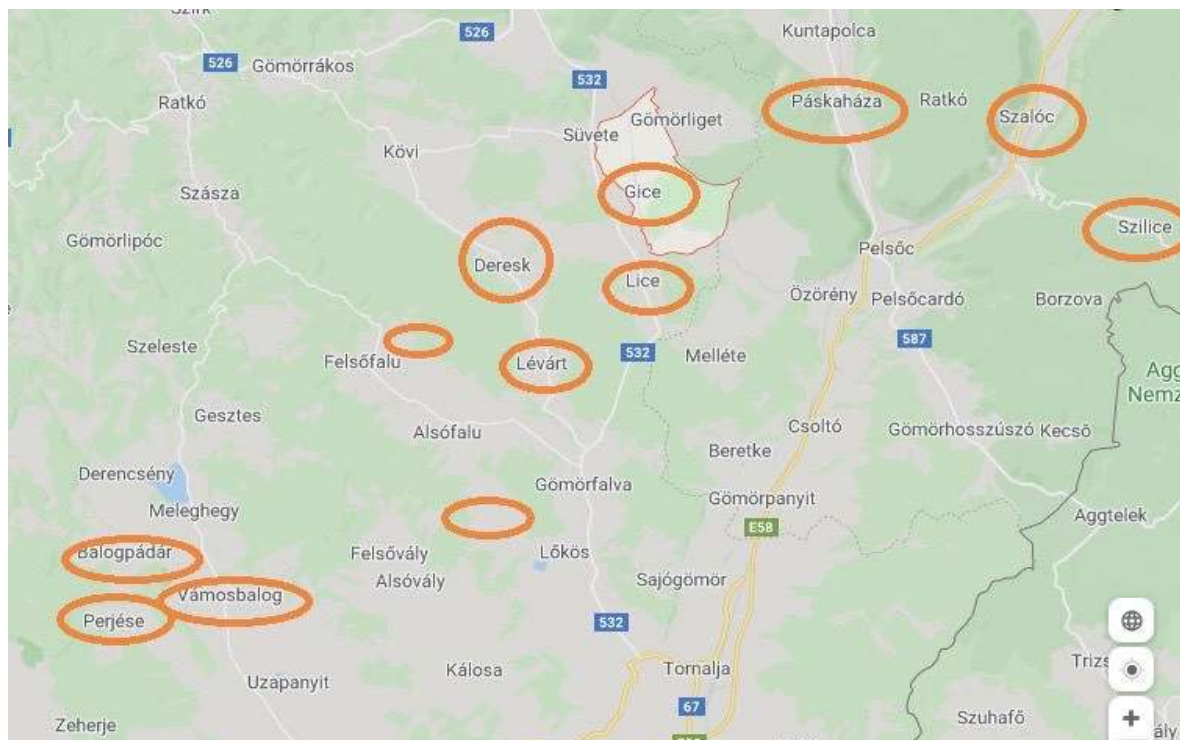 Szirk
526
Kuntapolca
526
Gömörrákos
532
Ratkó
Páskaháza
Ratkó
Szalóc
Gömörliget
Süvete
Kövi
Szásza
Gice
Szilice
Gömörlipóc
Deresk
Pelsőc
Lice
Özörény
Pelsőcardó
Borzova
Szeleste
587
532
Melléte
Felsőfalu
Lévárt
Agg
Nemz
Gesztes
Alsófalu
Csoltó
Gömörhosszúszó
Kecső
Beretke
Derencsény
Gömörfalva
Gömörpanyit
Meleghegy
Aggtelek
E58
Balogpádár
Felsővály
Lőkös
Alsóvály
Sajógömör
Vámosbalog
Perjése
532
Kálosa
Tornalja
Trizs
Uzapanyit
67
Szuhafő
Zeherje
ály